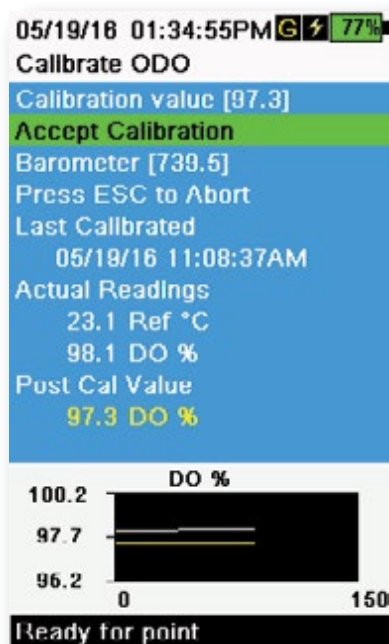 05/19/16 01:34:55PM G 77%
Calibrate ODO
Calibration value [97.3]
Accept Calibration
Barometer [739.5]
Press ESC to Abort
Last Calibrated
05/19/16 11:08:37AM
Actual Readings
23.1 Ref °C
98.1 DO %
Post Cal Value
97.3 DO %
DO %
100.2
97.7
96.2
0 150
Ready for point